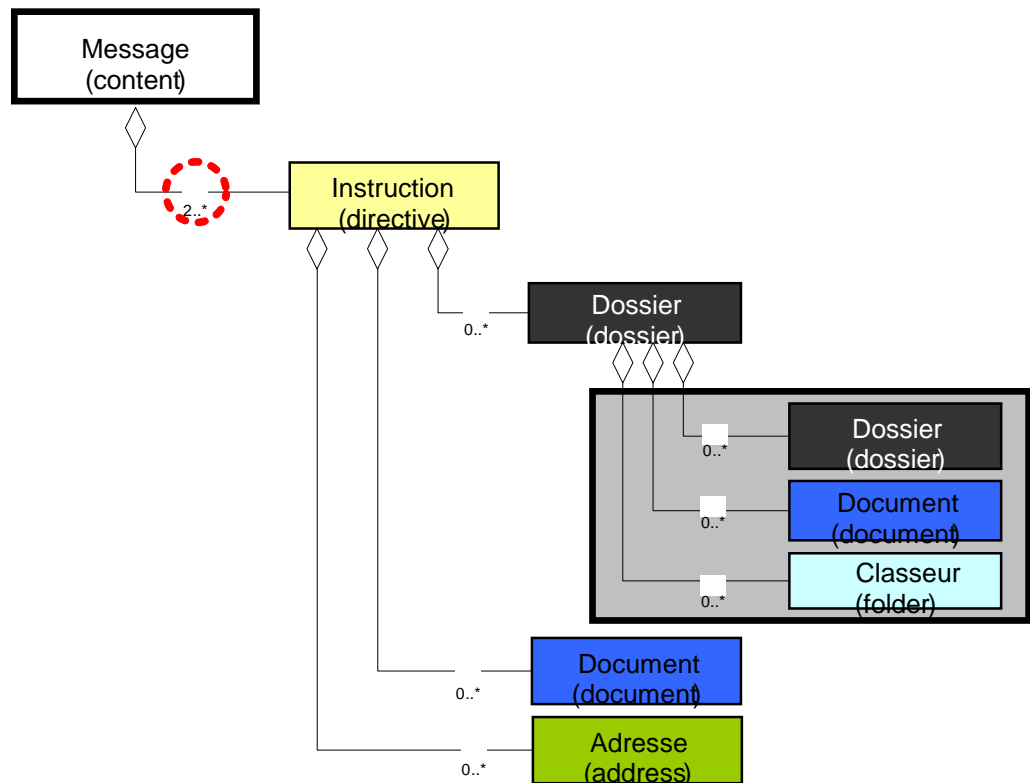 Message
(content)
2..*
Instruction
(directive)
0..*
Dossier
(dossier)
0..*
Dossier
(dossier)
0..*
Document
(document)
0..*
Classeur
(folder)
0..*
Document
(document)
0..*
Adresse
(address)